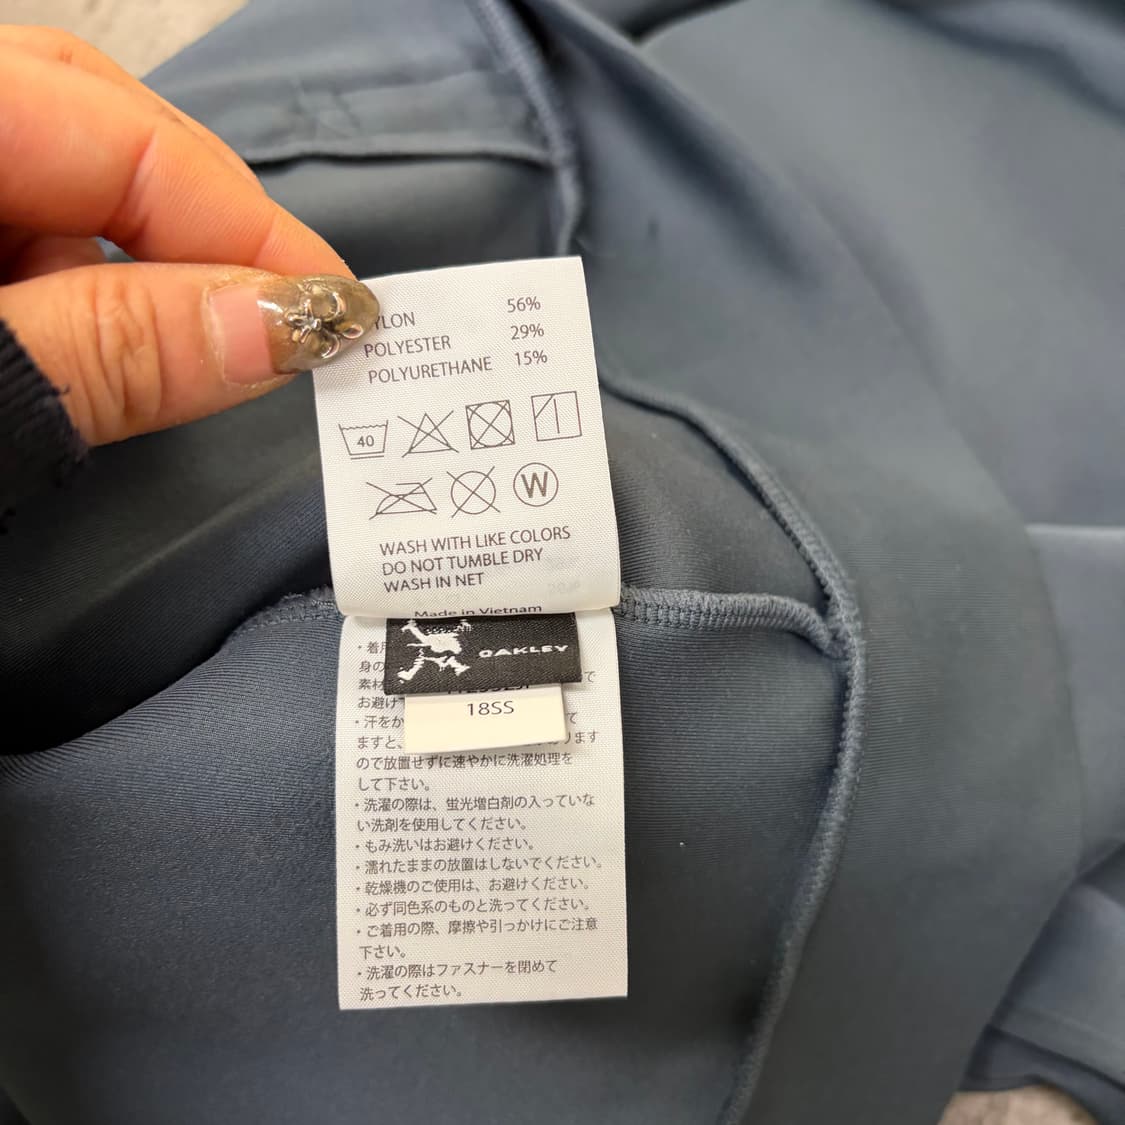 YLON 56%
POLYESTER 29%
POLYURETHANE 15%
40
W
WASH WITH LIKE COLORS
DO NOT TUMBLE DRY
WASH IN NET
Made in Vietnam
OAKLEY
18SS
・着用
身の
素材 て
お避け
・汗をか て
ますと、 ります
ので放置せずに速やかに洗濯処理を
して下さい。
・洗濯の際は、蛍光増白剤の入っていな
い洗剤を使用してください。
・もみ洗いはお避けください。
・濡れたままの放置はしないでください。
・乾燥機のご使用は、お避けください。
・必ず同色系のものと洗ってください。
・ご着用の際、摩擦や引っかけにご注意
下さい。
・洗濯の際はファスナーを閉めて
洗ってください。